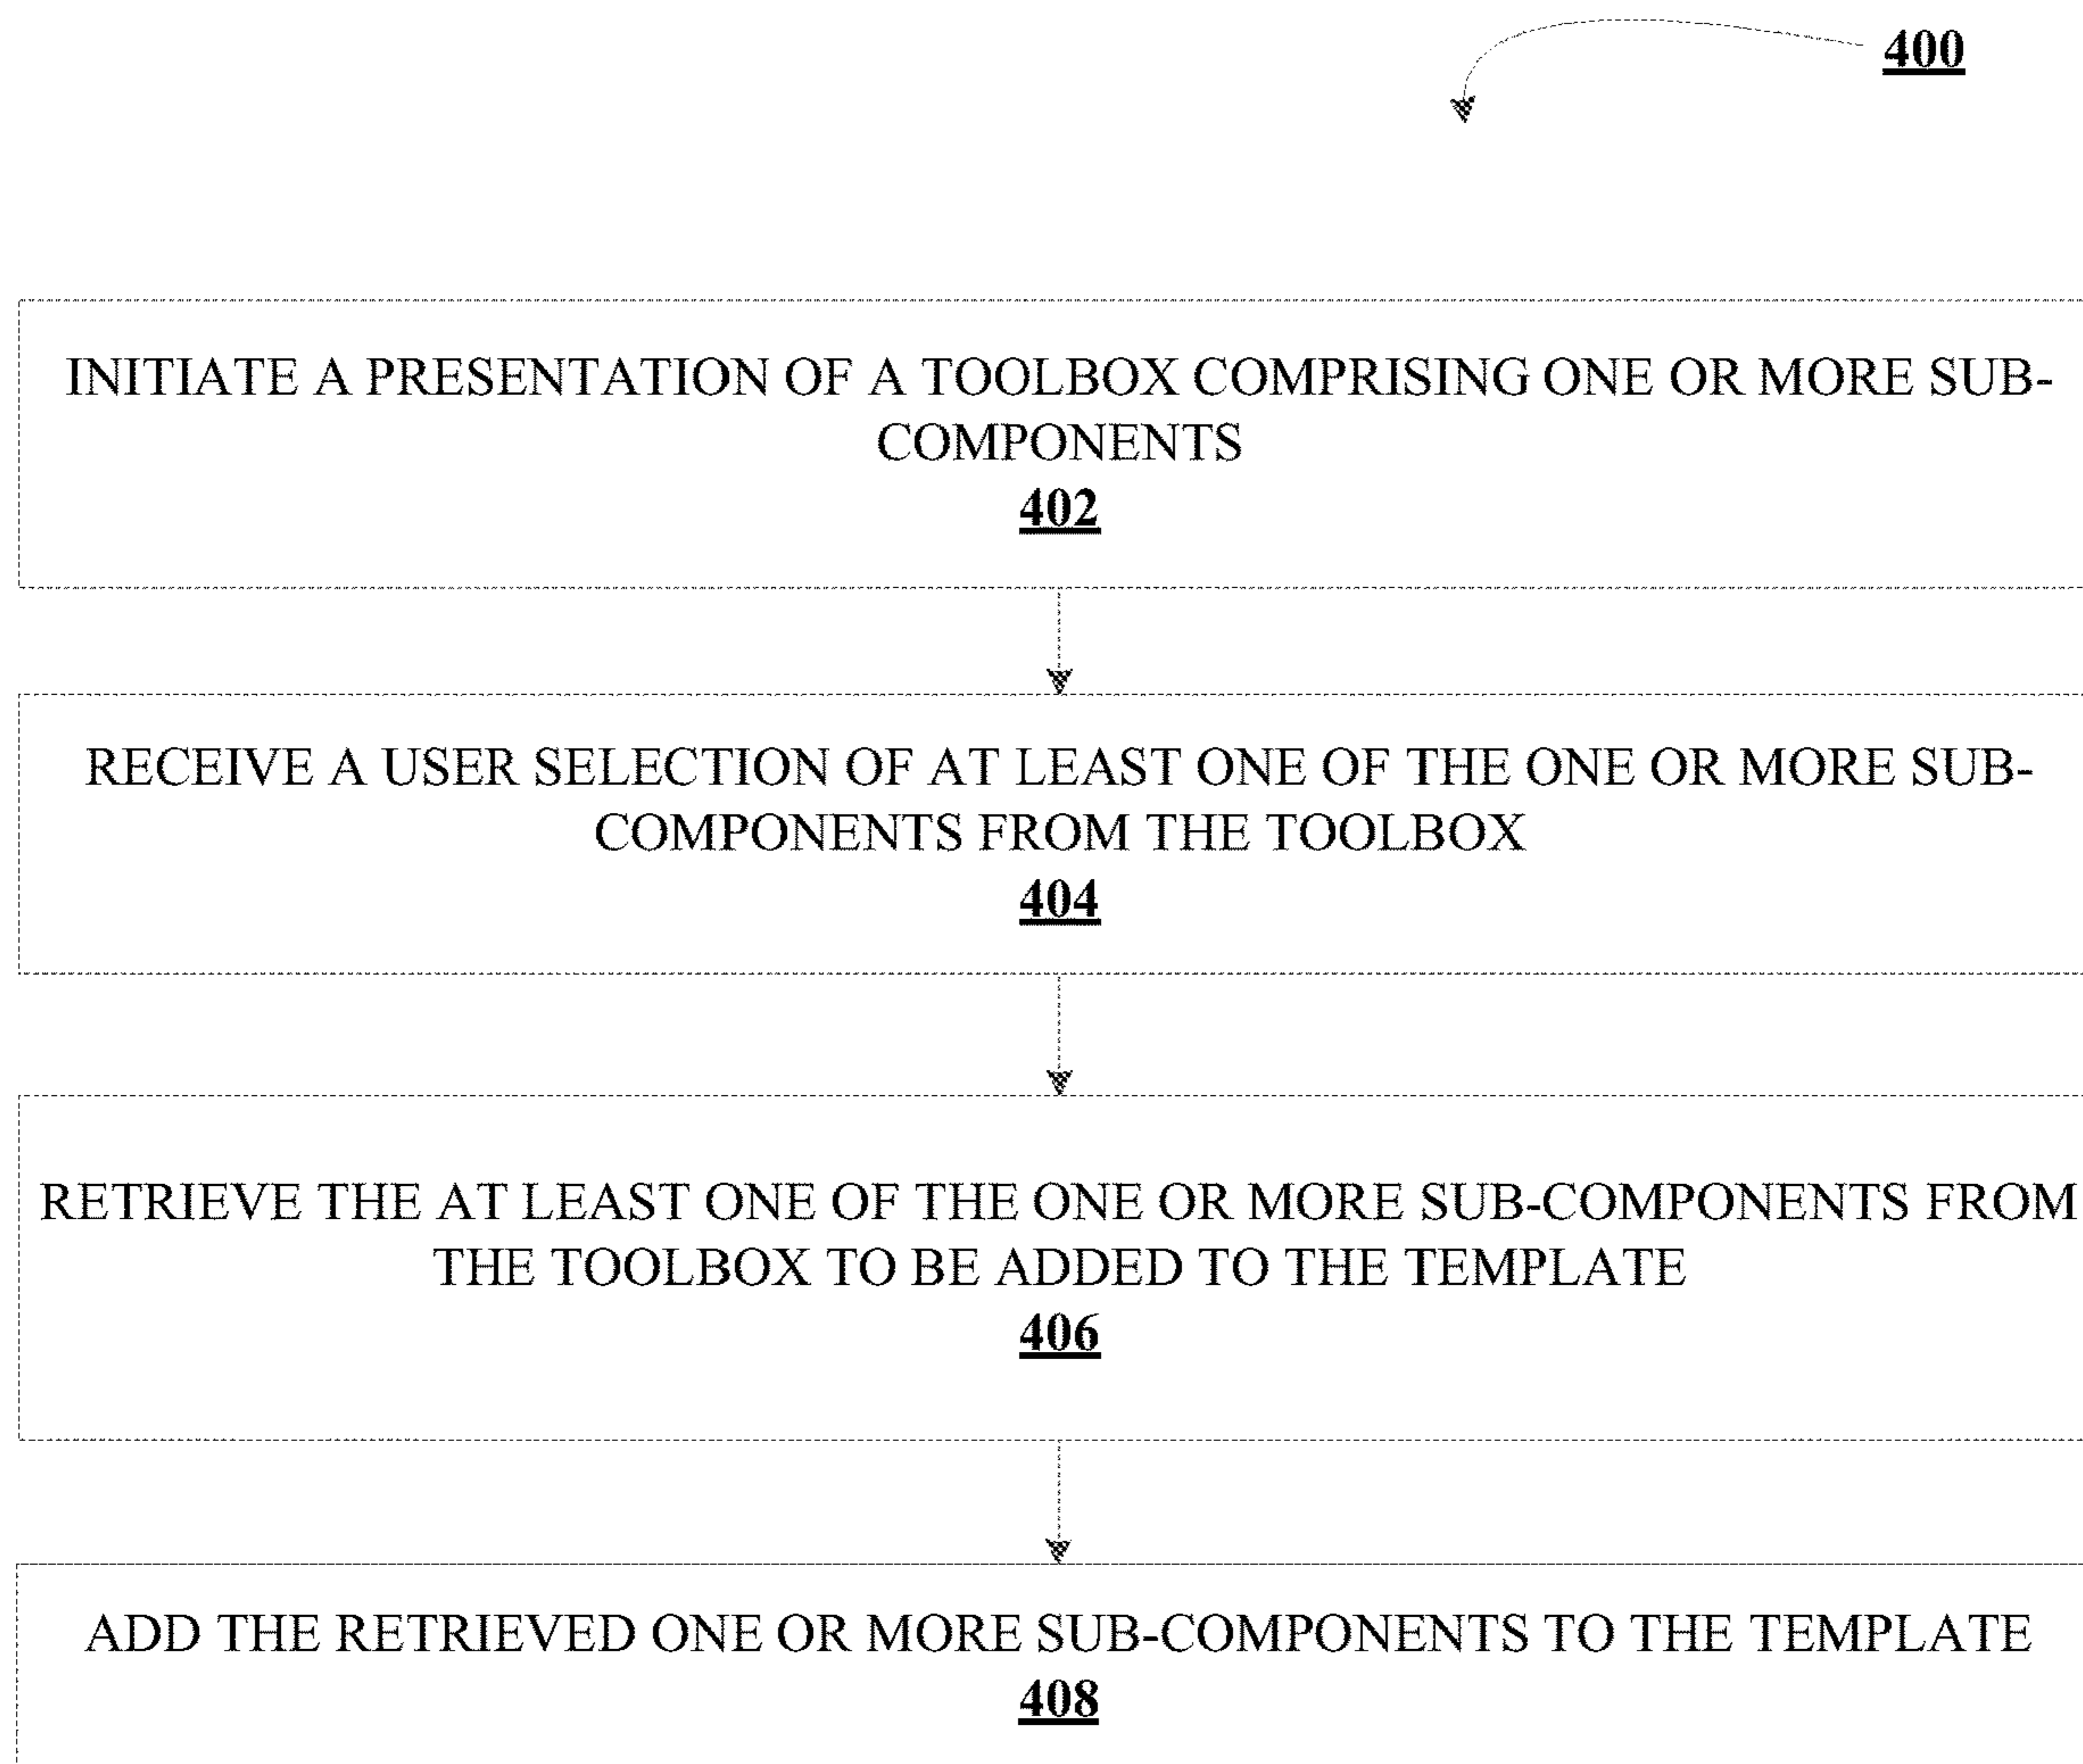 400
INITIATE A PRESENTATION OF A TOOLBOX COMPRISING ONE OR MORE SUB-
COMPONENTS
402
RECEIVE A USER SELECTION OF AT LEAST ONE OF THE ONE OR MORE SUB-
COMPONENTS FROM THE TOOLBOX
404
RETRIEVE THE AT LEAST ONE OF THE ONE OR MORE SUB-COMPONENTS FROM
THE TOOLBOX TO BE ADDED TO THE TEMPLATE
406
ADD THE RETRIEVED ONE OR MORE SUB-COMPONENTS TO THE TEMPLATE
408